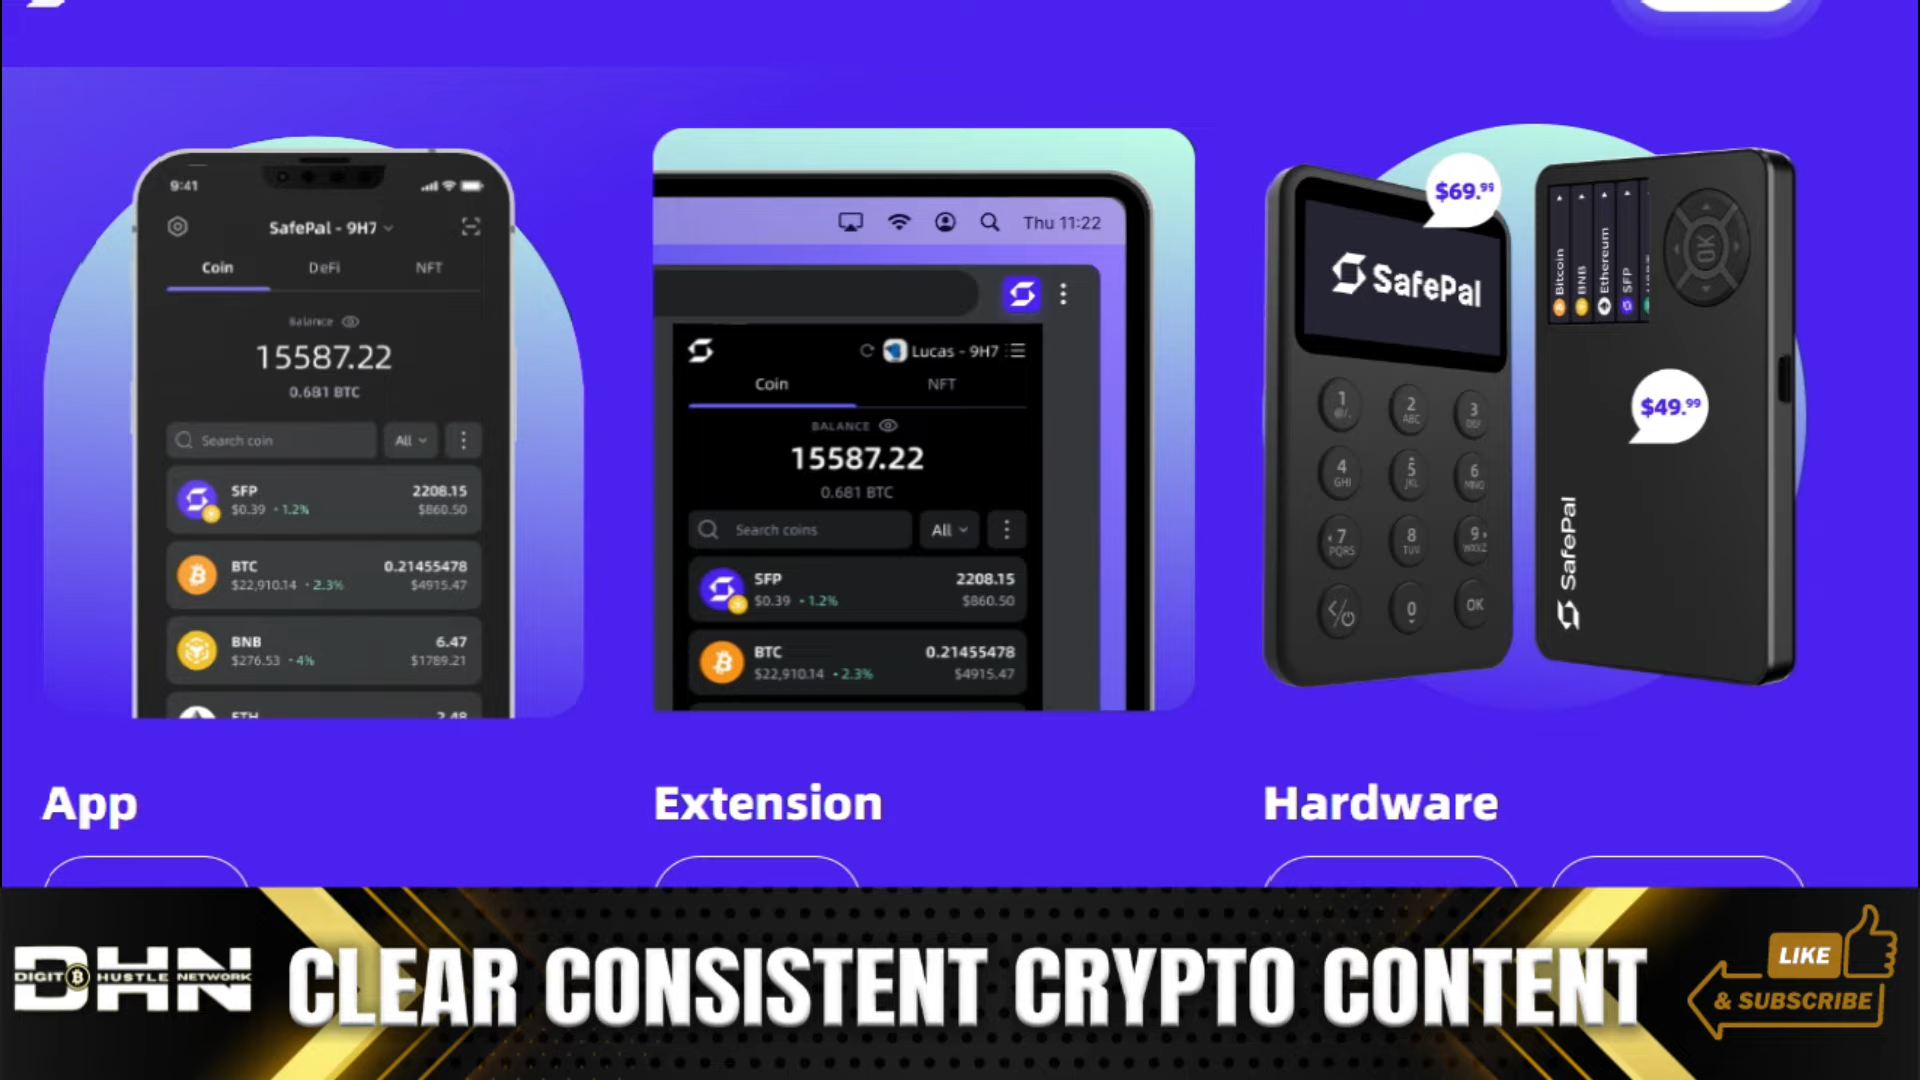 9:41
SafePal - 9H7
Coin DeFi NFT
Balance
15587.22
0.681 BTC
Search coin All
SFP 2208.15
$0.39 • 1.2% $860.50
BTC 0.21455478
$22,910.14 • 2.3% $4915.47
BNB 6.47
$276.53 • 4% $1789.21
ETH 2.48
Thu 11:22
Lucas - 9H7
Coin NFT
BALANCE
15587.22
0.681 BTC
Search coins All
SFP 2208.15
$0.39 • 1.2% $860.50
BTC 0.21455478
$22,910.14 • 2.3% $4915.47
$69.99
SafePal
1 2 3
@/. ABC DEF
4 5 6
GHI JKL MNO
7 8 9
PQRS TUV WXYZ
0 OK
Bitcoin
BNB
Ethereum
SFP
OK
$49.99
SafePal
App
Extension
Hardware
DHN
DIGIT HUSTLE NETWORK
CLEAR CONSISTENT CRYPTO CONTENT
LIKE
& SUBSCRIBE